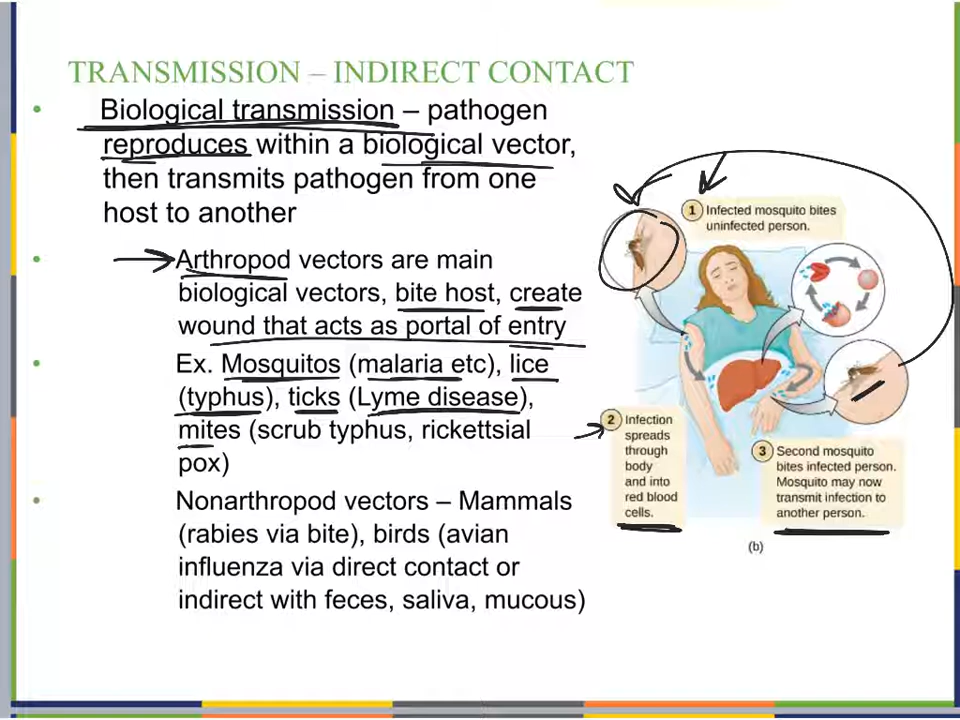 TRANSMISSION – INDIRECT CONTACT
• Biological transmission – pathogen
reproduces within a biological vector,
then transmits pathogen from one
host to another
• Arthropod vectors are main
biological vectors, bite host, create
wound that acts as portal of entry
• Ex. Mosquitos (malaria etc), lice
(typhus), ticks (Lyme disease),
mites (scrub typhus, rickettsial
pox)
• Nonarthropod vectors – Mammals
(rabies via bite), birds (avian
influenza via direct contact or
indirect with feces, saliva, mucous)
1 Infected mosquito bites
uninfected person.
2 Infection
spreads
through
body
and into
red blood
cells.
3 Second mosquito
bites infected person.
Mosquito may now
transmit infection to
another person.
(b)